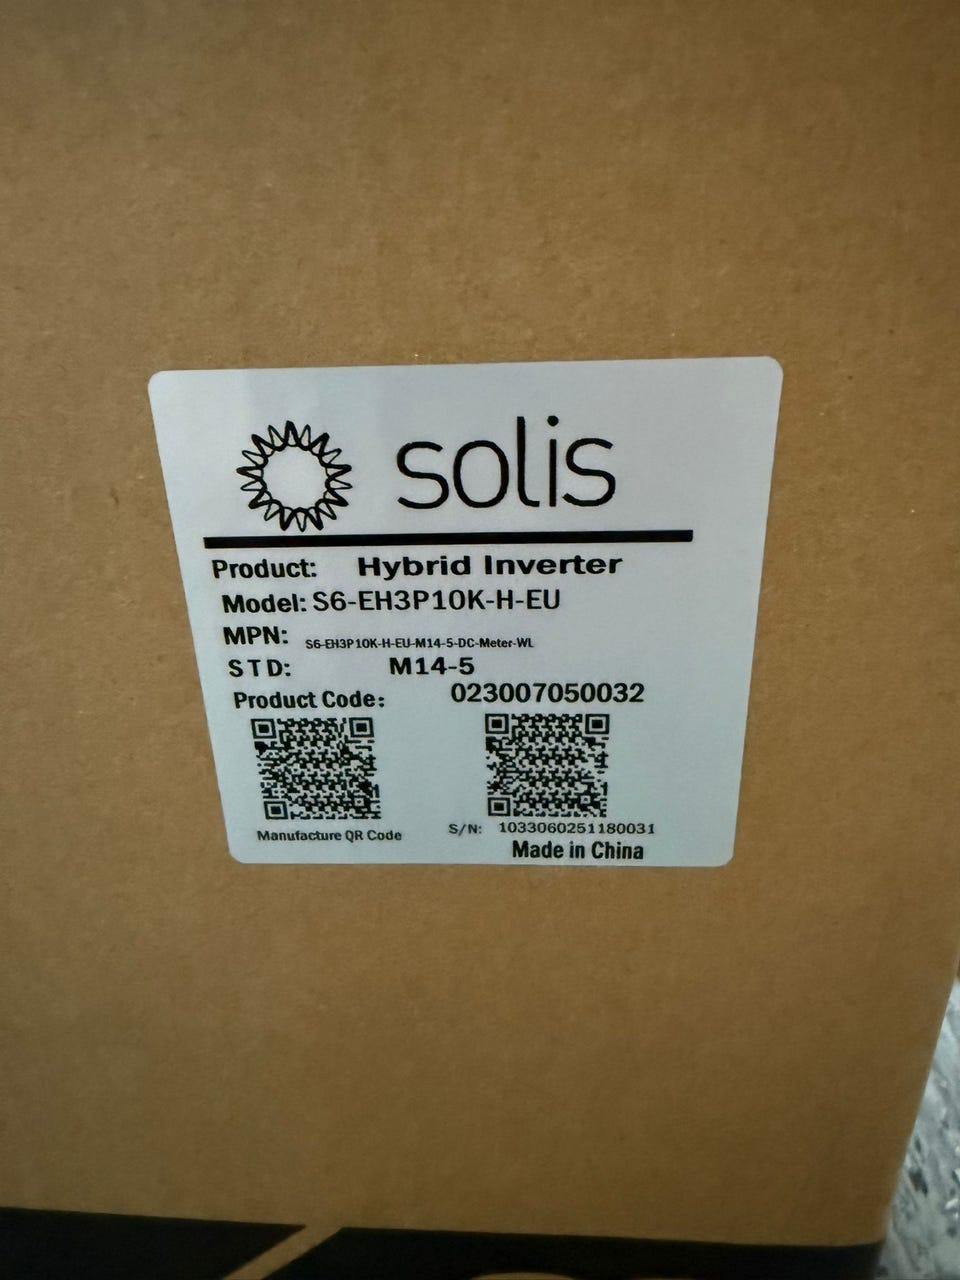 solis
Product: Hybrid Inverter
Model: S6-EH3P10K-H-EU
MPN: S6-EH3P10K-H-EU-M14-5-DC-Meter-WL
STD: M14-5
Product Code: 023007050032
Manufacture QR Code
S/N: 1033060251180031
Made in China